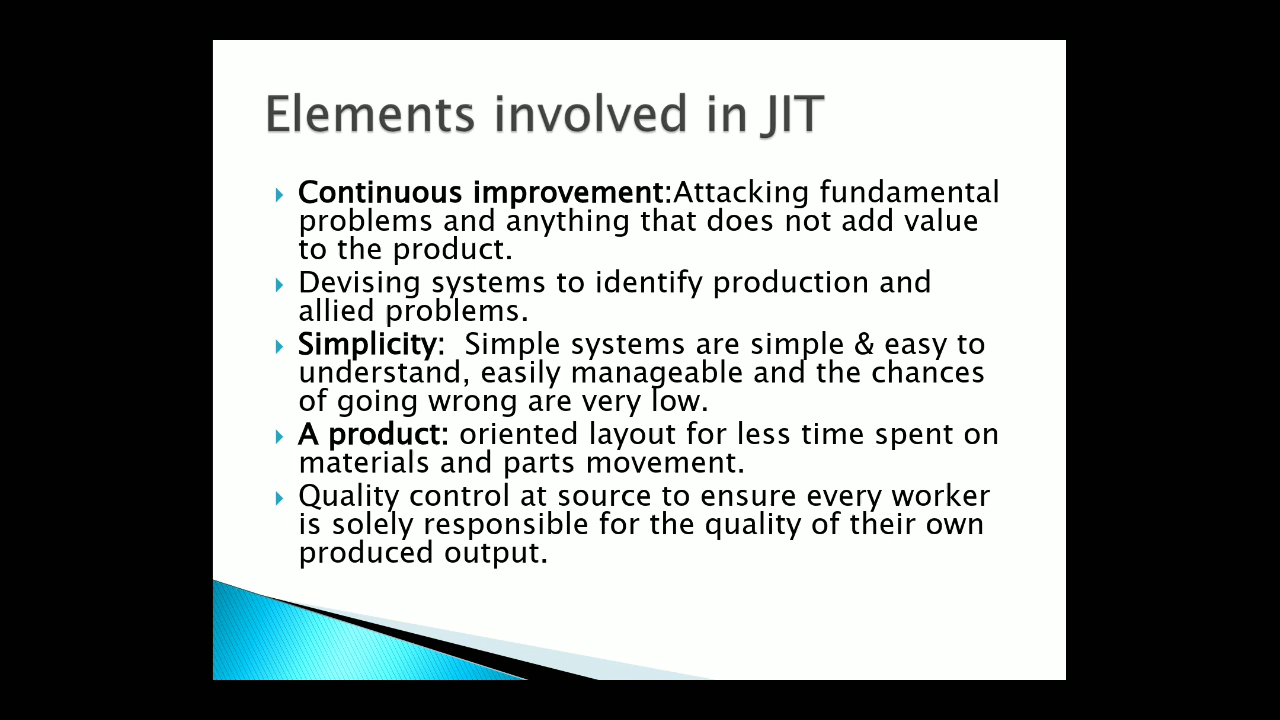 Elements involved in JIT
Continuous improvement:Attacking fundamental
problems and anything that does not add value
to the product.
Devising systems to identify production and
allied problems.
Simplicity:  Simple systems are simple & easy to
understand, easily manageable and the chances
of going wrong are very low.
A product: oriented layout for less time spent on
materials and parts movement.
Quality control at source to ensure every worker
is solely responsible for the quality of their own
produced output.